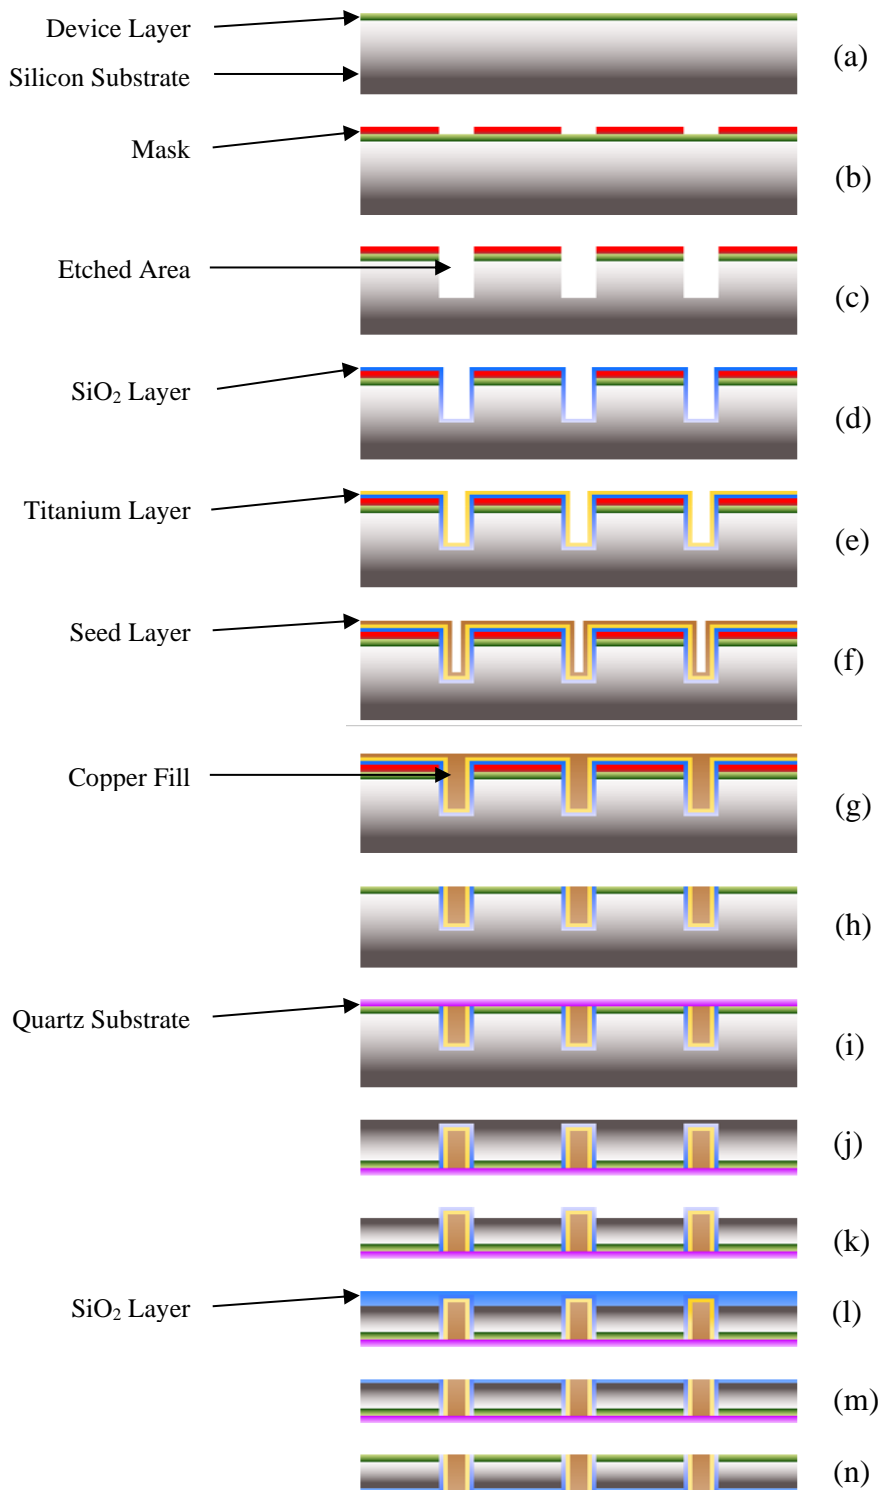 Device Layer
Silicon Substrate
(a)
Mask
(b)
Etched Area
(c)
SiO₂ Layer
(d)
Titanium Layer
(e)
Seed Layer
(f)
Copper Fill
(g)
(h)
Quartz Substrate
(i)
(j)
(k)
SiO₂ Layer
(l)
(m)
(n)